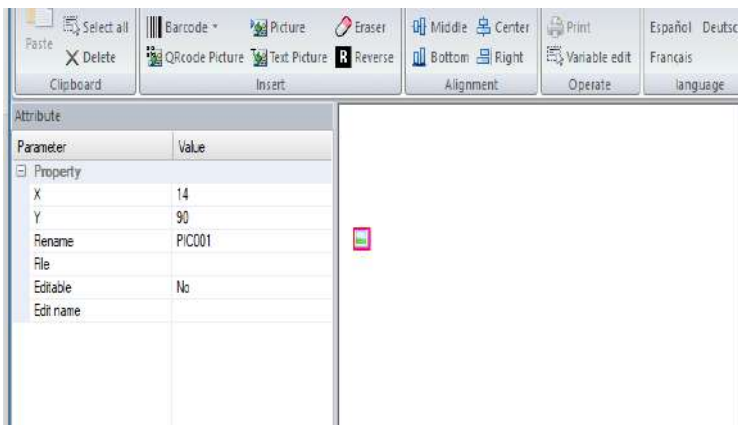 Select all Barcode Picture Eraser Middle Center Print Español Deutsc
Paste
Delete QRcode Picture Text Picture R Reverse Bottom Right Variable edit Français
Clipboard Insert Alignment Operate language
Attribute
Parameter Value
Property
X 14
Y 90
Rename PIC001
File
Editable No
Edit name